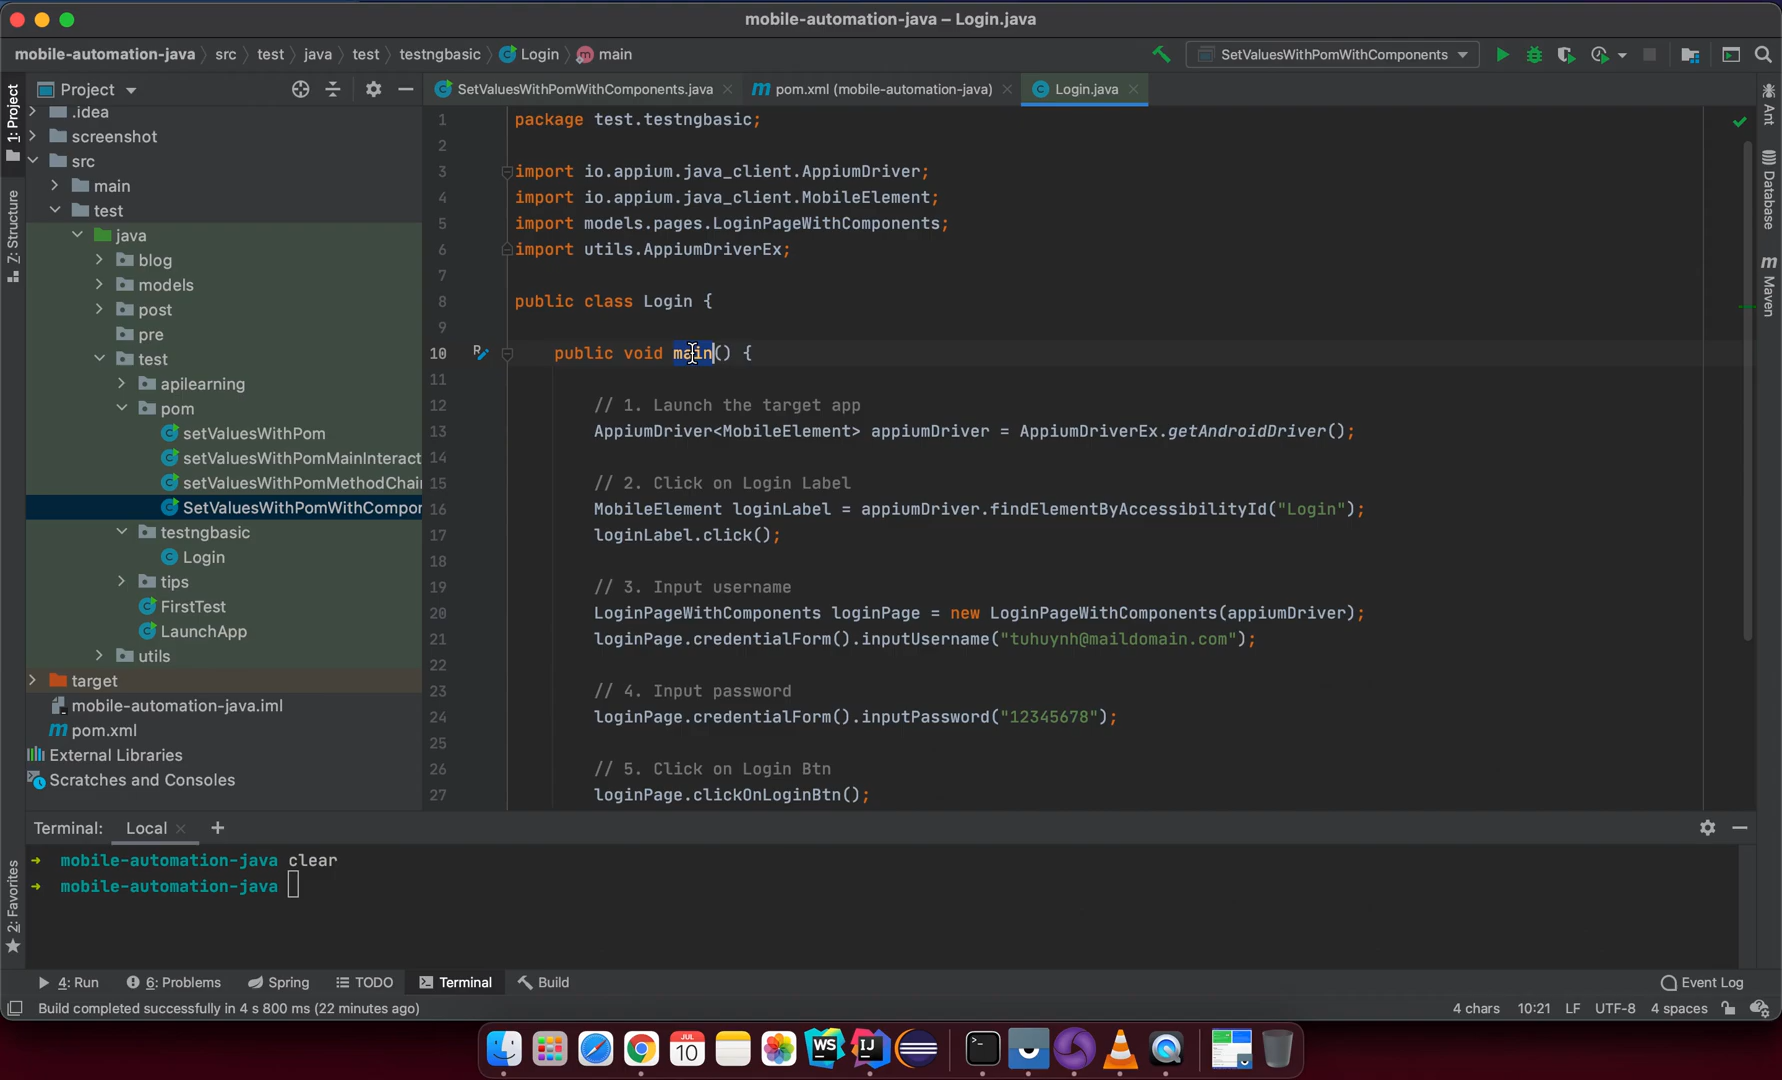 mobile-automation-java – Login.java
mobile-automation-java 〉 src 〉 test 〉 java 〉 test 〉 testngbasic 〉 Login 〉 main
SetValuesWithPomWithComponents
Project
SetValuesWithPomWithComponents.java
pom.xml (mobile-automation-java)
Login.java
1: Project
Z: Structure
2: Favorites
.idea
screenshot
src
main
test
java
blog
models
post
pre
test
apilearning
pom
setValuesWithPom
setValuesWithPomMainInteract
setValuesWithPomMethodChai
SetValuesWithPomWithCompo
testngbasic
Login
tips
FirstTest
LaunchApp
utils
target
mobile-automation-java.iml
pom.xml
External Libraries
Scratches and Consoles
1 package test.testngbasic;
2
3 import io.appium.java_client.AppiumDriver;
4 import io.appium.java_client.MobileElement;
5 import models.pages.LoginPageWithComponents;
6 import utils.AppiumDriverEx;
7
8 public class Login {
9
10 public void main() {
11
12 // 1. Launch the target app
13 AppiumDriver<MobileElement> appiumDriver = AppiumDriverEx.getAndroidDriver();
14
15 // 2. Click on Login Label
16 MobileElement loginLabel = appiumDriver.findElementByAccessibilityId("Login");
17 loginLabel.click();
18
19 // 3. Input username
20 LoginPageWithComponents loginPage = new LoginPageWithComponents(appiumDriver);
21 loginPage.credentialForm().inputUsername("tuhuynh@maildomain.com");
22
23 // 4. Input password
24 loginPage.credentialForm().inputPassword("12345678");
25
26 // 5. Click on Login Btn
27 loginPage.clickOnLoginBtn();
Ant
Database
m Maven
Terminal: Local
→ mobile-automation-java clear
→ mobile-automation-java
4: Run
6: Problems
Spring
TODO
Terminal
Build
Event Log
Build completed successfully in 4 s 800 ms (22 minutes ago)
4 chars
10:21
LF
UTF-8
4 spaces
JUL
10
WS
IJ